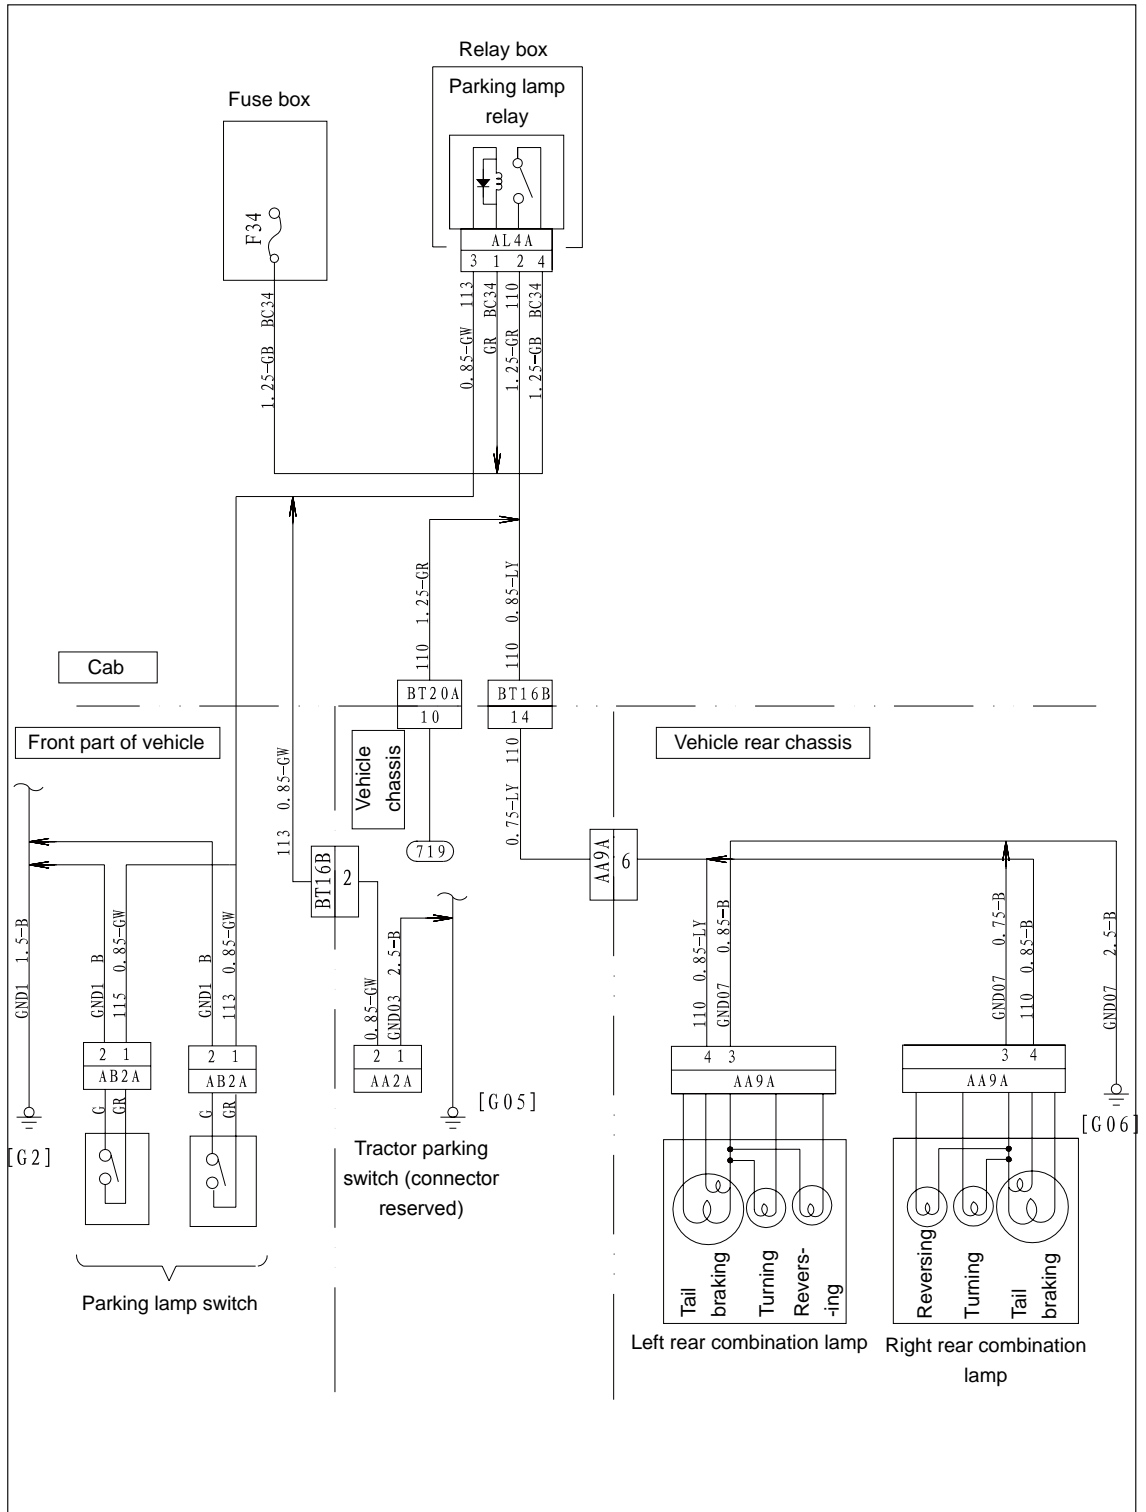 Relay box
Parking lamp
relay
Fuse box
F34
AL4A
3 1 2 4
1.25-GB BC34
0.85-GW 113
GR BC34
1.25-GR 110
1.25-GB BC34
110 1.25-GR
110 0.85-LY
Cab
BT20A
10
BT16B
14
Front part of vehicle
Vehicle
chassis
Vehicle rear chassis
113 0.85-GW
0.75-LY 110
719
BT16B
2
AA9A
6
GND1 1.5-B
GND1 B
115 0.85-GW
GND1 B
113 0.85-GW
0.85-GW
GND03 2.5-B
110 0.85-LY
GND07 0.85-B
GND07 0.75-B
110 0.85-B
GND07 2.5-B
2 1
AB2A
2 1
AB2A
2 1
AA2A
4 3
AA9A
3 4
AA9A
G
GR
G
GR
[G2]
[G05]
[G06]
Tractor parking
switch (connector
reserved)
Tail
braking
Turning
Revers-
-ing
Reversing
Turning
Tail
braking
Parking lamp switch
Left rear combination lamp
Right rear combination
lamp